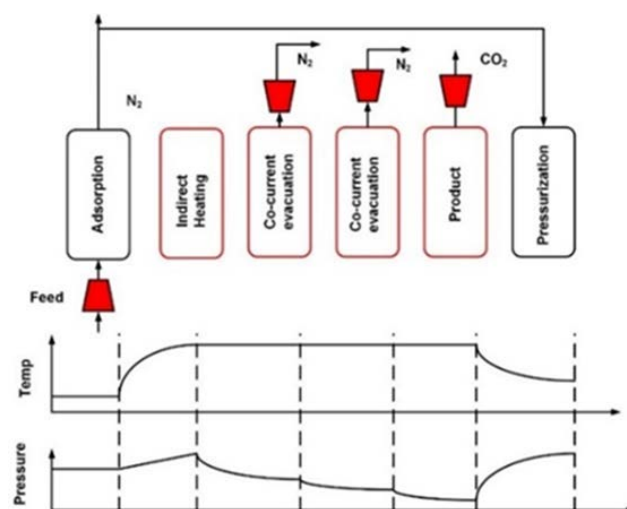 N2
N2
CO2
N2
Adsorption
Indirect
Heating
Co-current
evacuation
Co-current
evacuation
Product
Pressurization
Feed
Temp
Pressure